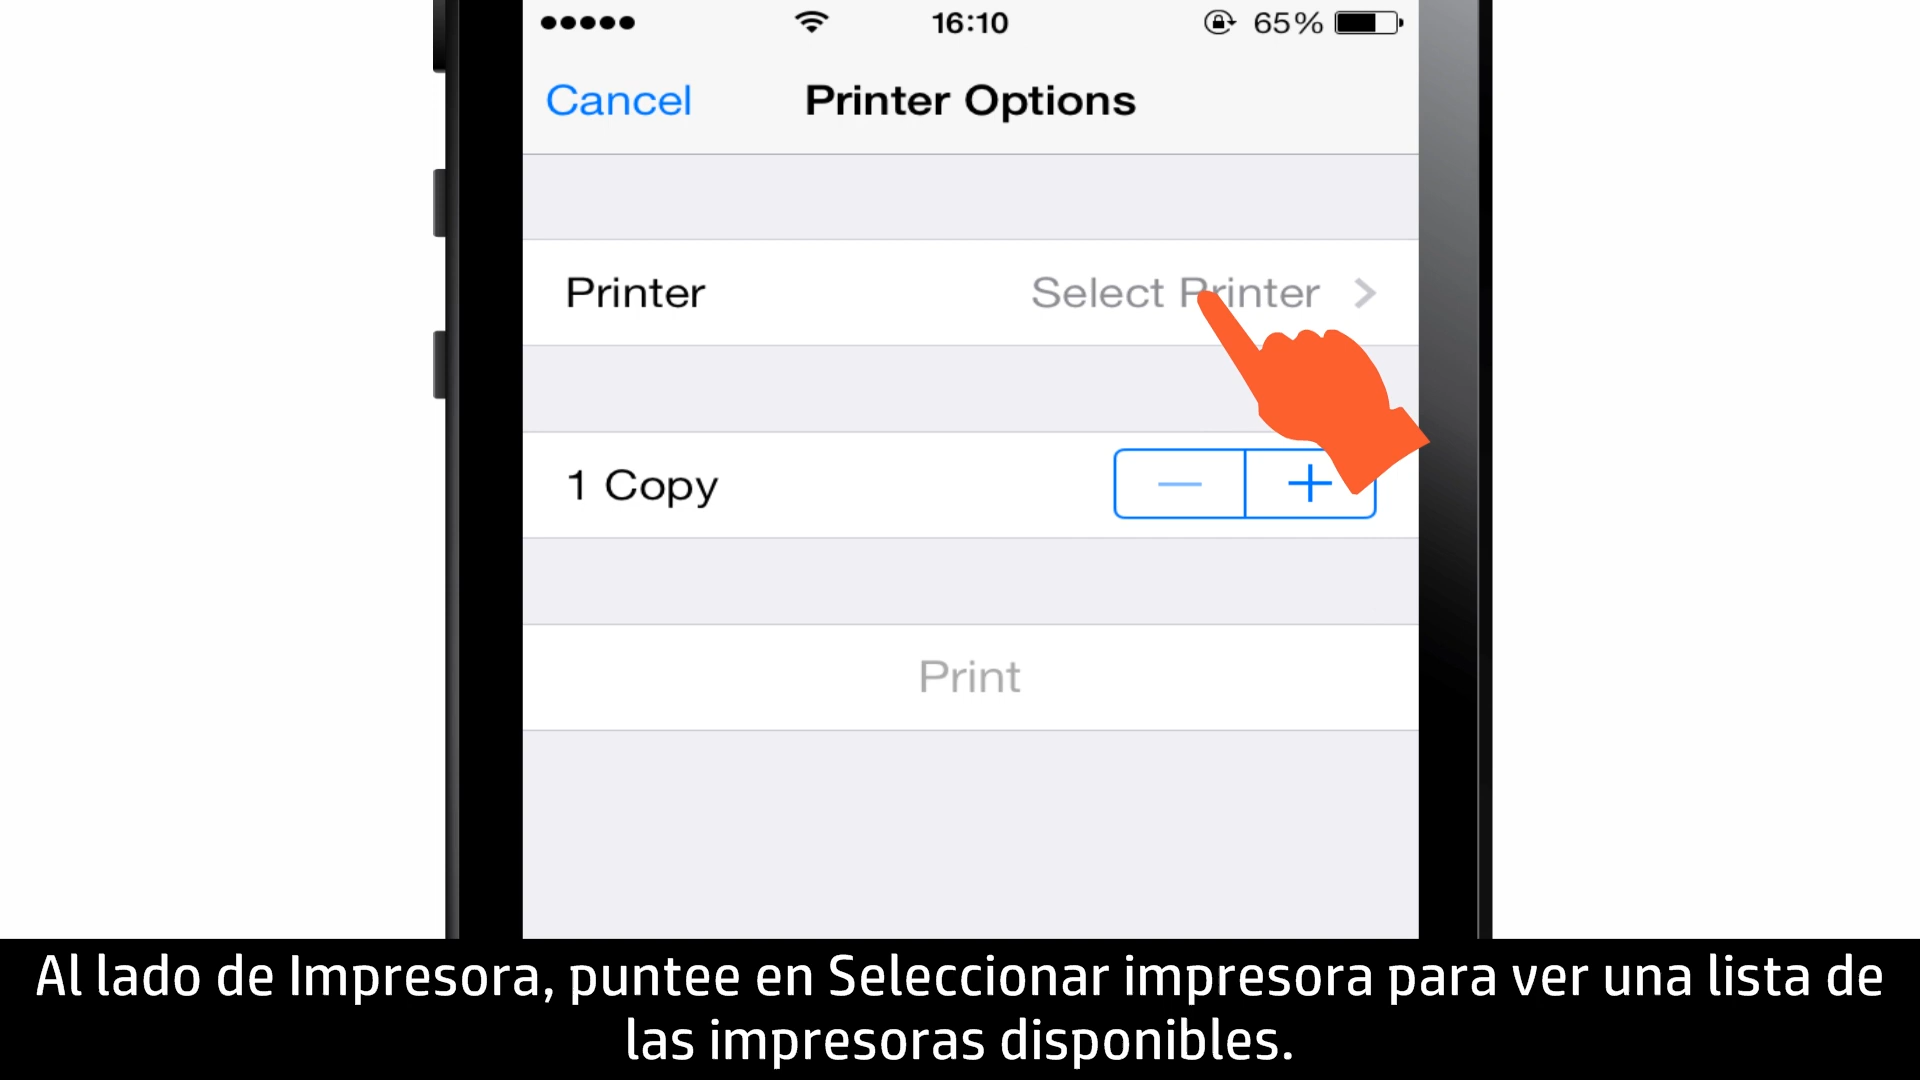 16:10 65%
Cancel Printer Options
Printer Select Printer
1 Copy
Print
Al lado de Impresora, puntee en Seleccionar impresora para ver una lista de
las impresoras disponibles.